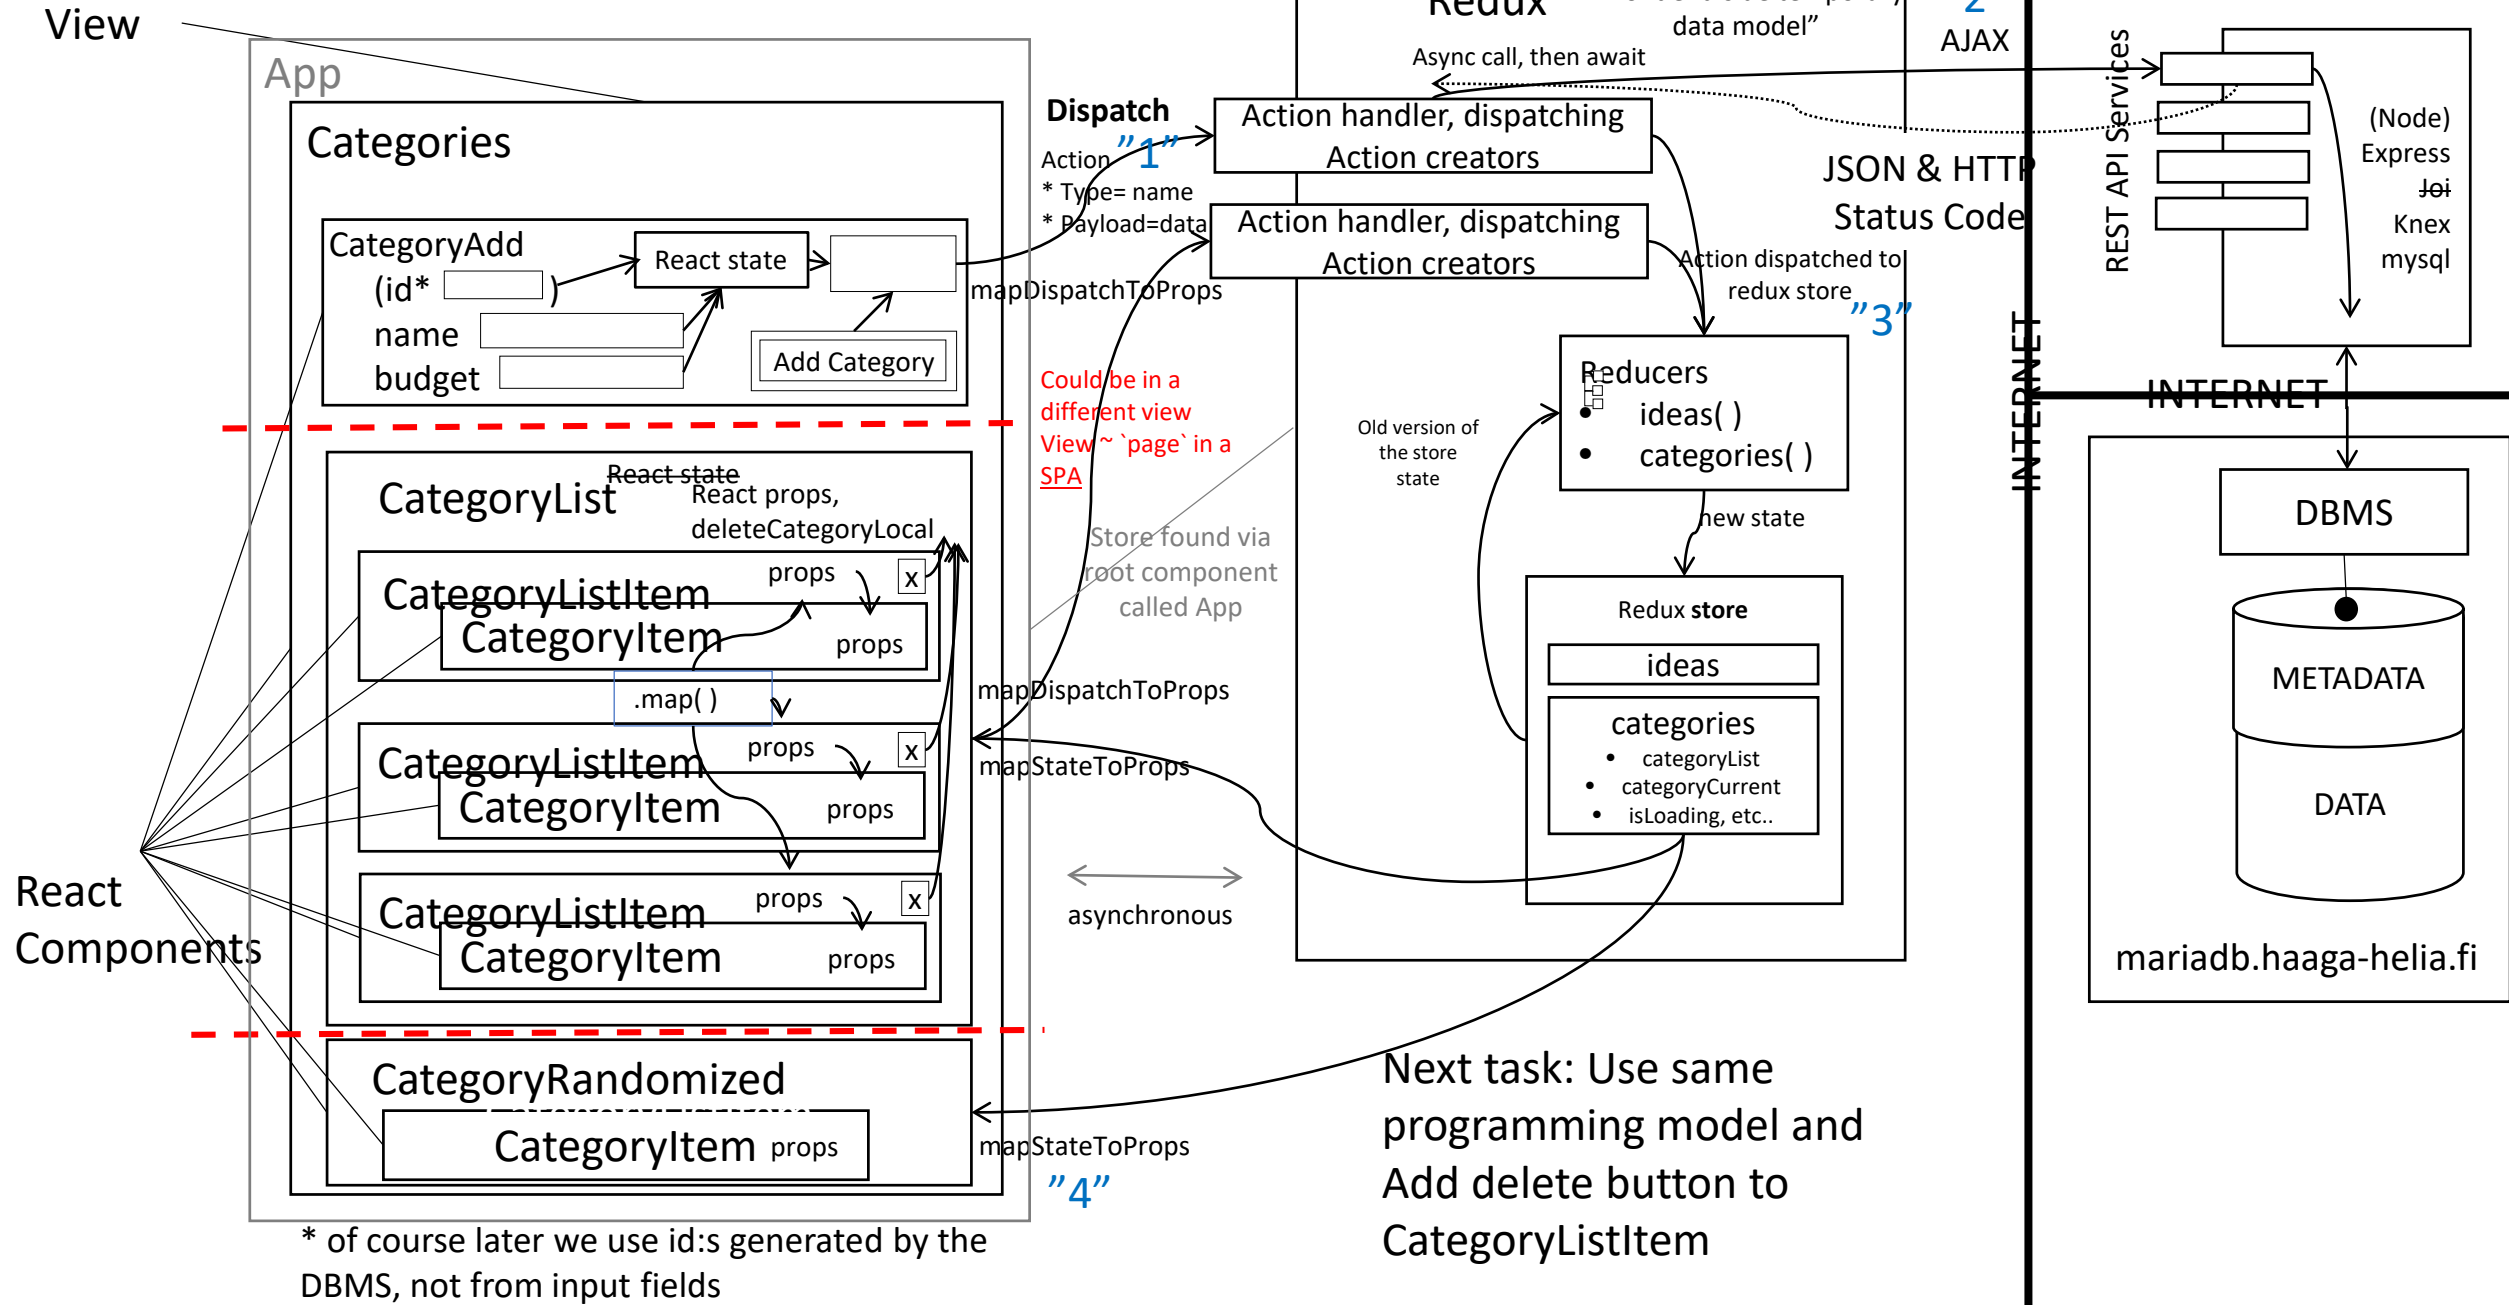 View
App
Categories
CategoryAdd
(id*
)
name
budget
React state
Add Category
React state
CategoryList
React props,
deleteCategoryLocal
CategoryListItem
props
x
CategoryItem
props
.map( )
CategoryListItem
props
x
CategoryItem
props
CategoryListItem
props
x
CategoryItem
props
CategoryRandomized
CategoryItem
props
React
Components
* of course later we use id:s generated by the
DBMS, not from input fields
Dispatch
”1”
Action
* Type= name
* Payload=data
mapDispatchToProps
Could be in a
different view
View ~ `page` in a
SPA
Store found via
root component
called App
mapDispatchToProps
mapStateToProps
asynchronous
mapStateToProps
”4”
Redux
data model”
Async call, then await
Action handler, dispatching
Action creators
Action handler, dispatching
Action creators
Action dispatched to
redux store
”3”
Reducers
• ideas( )
• categories( )
Old version of
the store
state
new state
Redux store
ideas
categories
• categoryList
• categoryCurrent
• isLoading, etc..
Next task: Use same
programming model and
Add delete button to
CategoryListItem
2
AJAX
JSON & HTTP
Status Code
INTERNET
REST API Services
(Node)
Express
Joi
Knex
mysql
INTERNET
DBMS
METADATA
DATA
mariadb.haaga-helia.fi